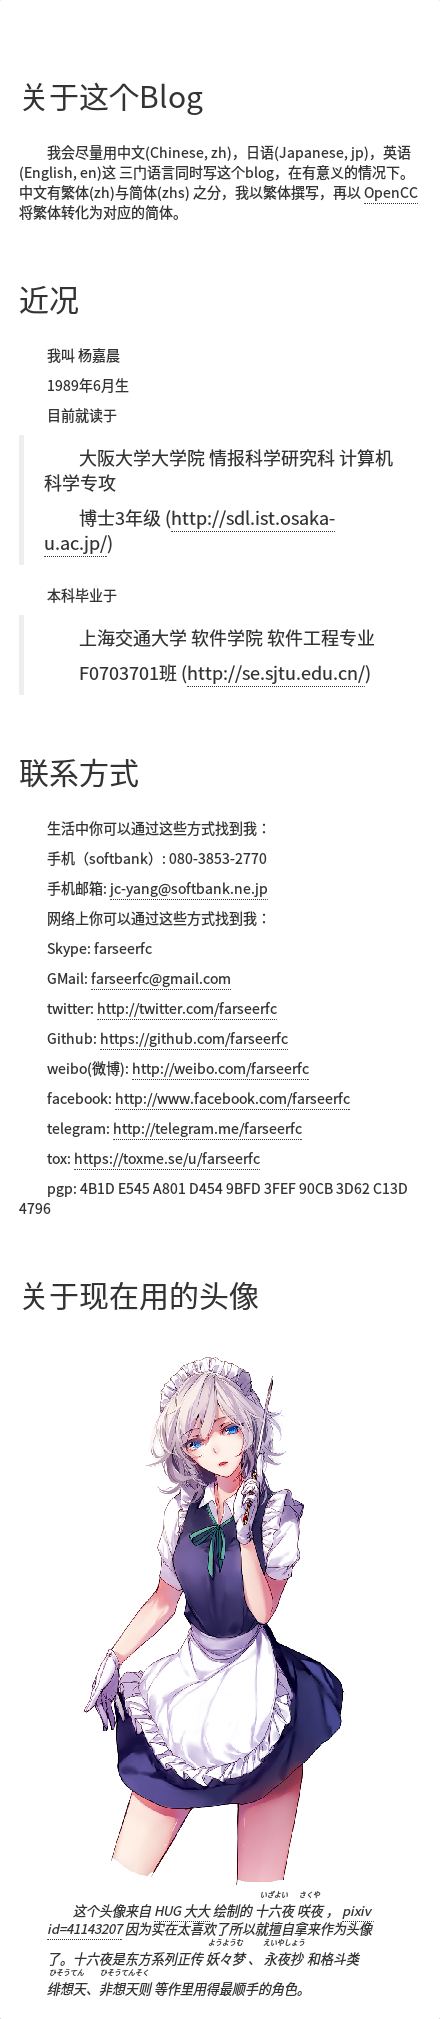 关于这个Blog
我会尽量用中文(Chinese, zh)，日语(Japanese, jp)，英语
(English, en)这 三门语言同时写这个blog，在有意义的情况下。
中文有繁体(zh)与简体(zhs) 之分，我以繁体撰写，再以 OpenCC
将繁体转化为对应的简体。
近况
我叫 杨嘉晨
1989年6月生
目前就读于
大阪大学大学院 情报科学研究科 计算机
科学专攻
博士3年级 (http://sdl.ist.osaka-
u.ac.jp/)
本科毕业于
上海交通大学 软件学院 软件工程专业
F0703701班 (http://se.sjtu.edu.cn/)
联系方式
生活中你可以通过这些方式找到我：
手机（softbank）: 080-3853-2770
手机邮箱: jc-yang@softbank.ne.jp
网络上你可以通过这些方式找到我：
Skype: farseerfc
GMail: farseerfc@gmail.com
twitter: http://twitter.com/farseerfc
Github: https://github.com/farseerfc
weibo(微博): http://weibo.com/farseerfc
facebook: http://www.facebook.com/farseerfc
telegram: http://telegram.me/farseerfc
tox: https://toxme.se/u/farseerfc
pgp: 4B1D E545 A801 D454 9BFD 3FEF 90CB 3D62 C13D
4796
关于现在用的头像
いざよい さくや
这个头像来自 HUG 大大 绘制的 十六夜 咲夜 ， pixiv
id=41143207 因为实在太喜欢了所以就擅自拿来作为头像
ようようむ えいやしょう
了。十六夜是东方系列正传 妖々梦 、 永夜抄 和格斗类
ひそうてん ひそうてんそく
绯想天、非想天则 等作里用得最顺手的角色。